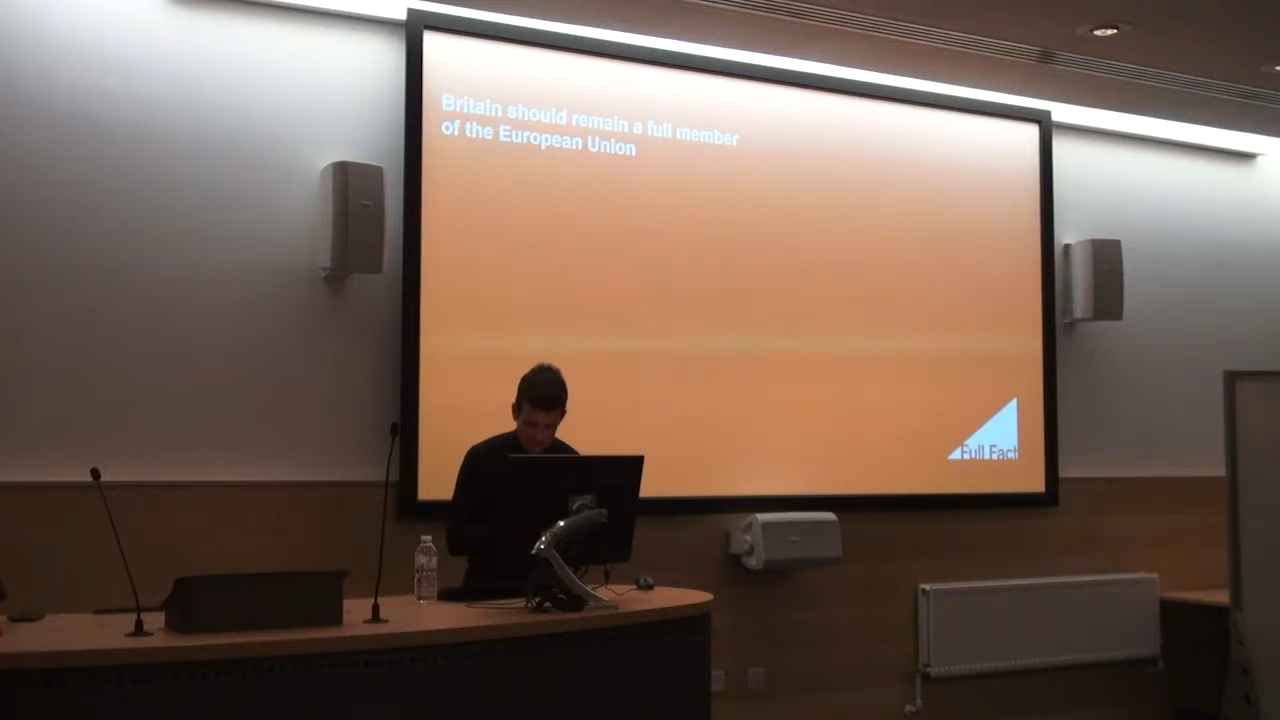 Britain should remain a full member
of the European Union
Full Fact